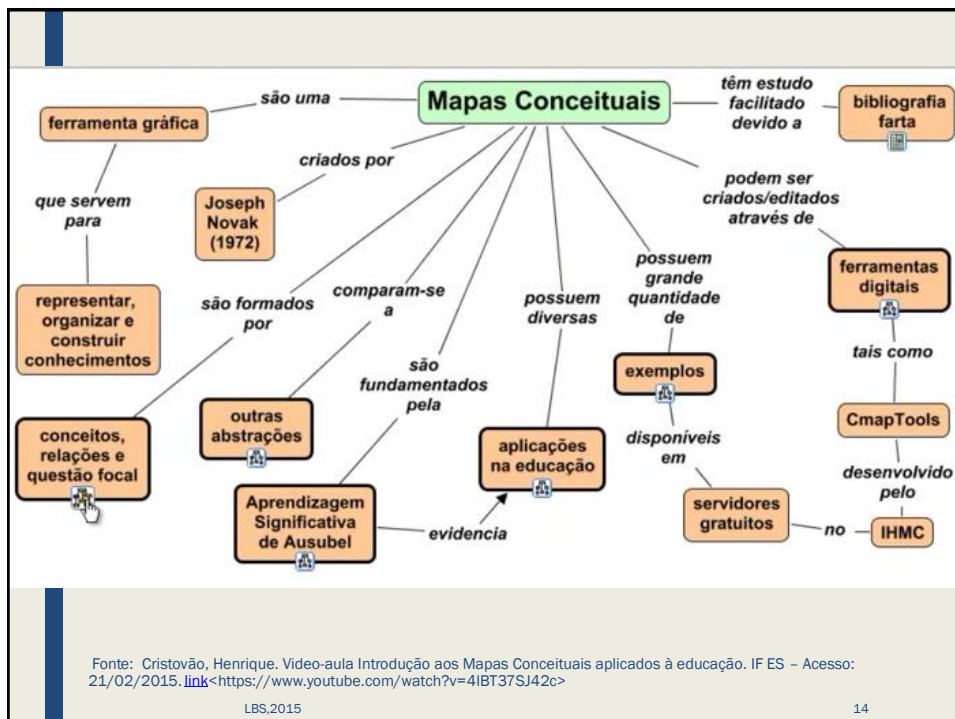 Mapas Conceituais
são uma
ferramenta gráfica
que servem
para
representar,
organizar e
construir
conhecimentos
criados por
Joseph
Novak
(1972)
são formados
por
conceitos,
relações e
questão focal
comparam-se
a
outras
abstrações
são
fundamentados
pela
Aprendizagem
Significativa
de Ausubel
evidencia
possuem
diversas
aplicações
na educação
possuem
grande
quantidade
de
exemplos
disponíveis
em
servidores
gratuitos
no
podem ser
criados/editados
através de
ferramentas
digitais
tais como
CmapTools
desenvolvido
pelo
IHMC
têm estudo
facilitado
devido a
bibliografia
farta
Fonte: Cristovão, Henrique. Video-aula Introdução aos Mapas Conceituais aplicados à educação. IF ES – Acesso:
21/02/2015. link<https://www.youtube.com/watch?v=4lBT37SJ42c>
LBS,2015
14